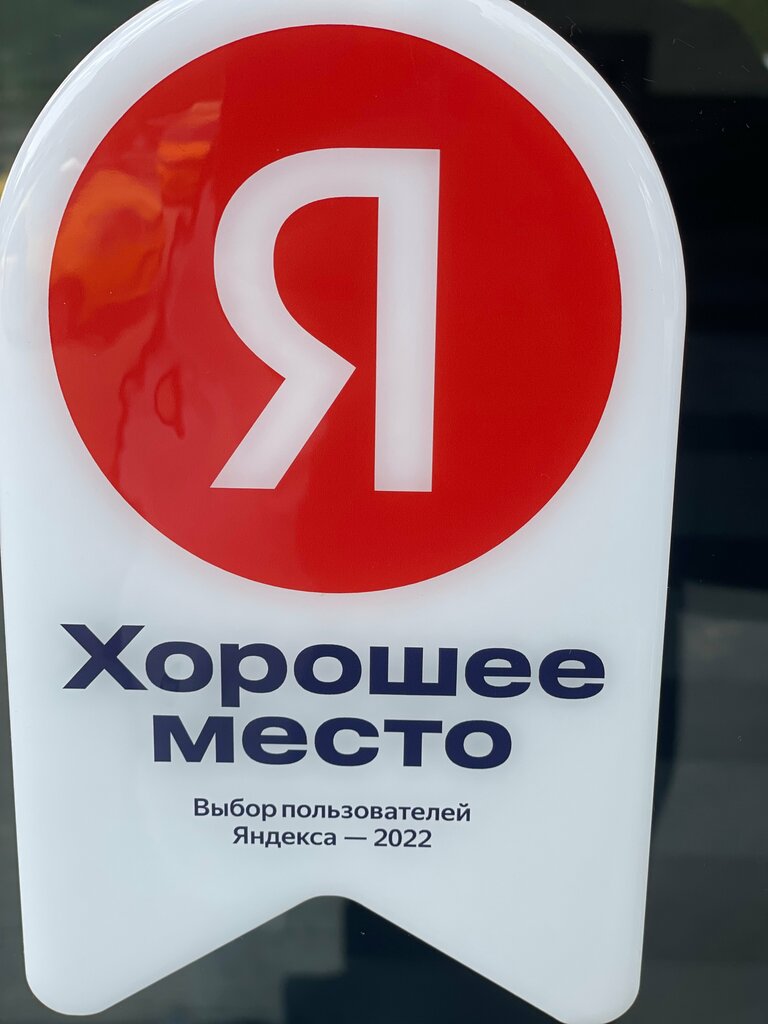 Я
Хорошее
место
Выбор пользователей
Яндекса — 2022